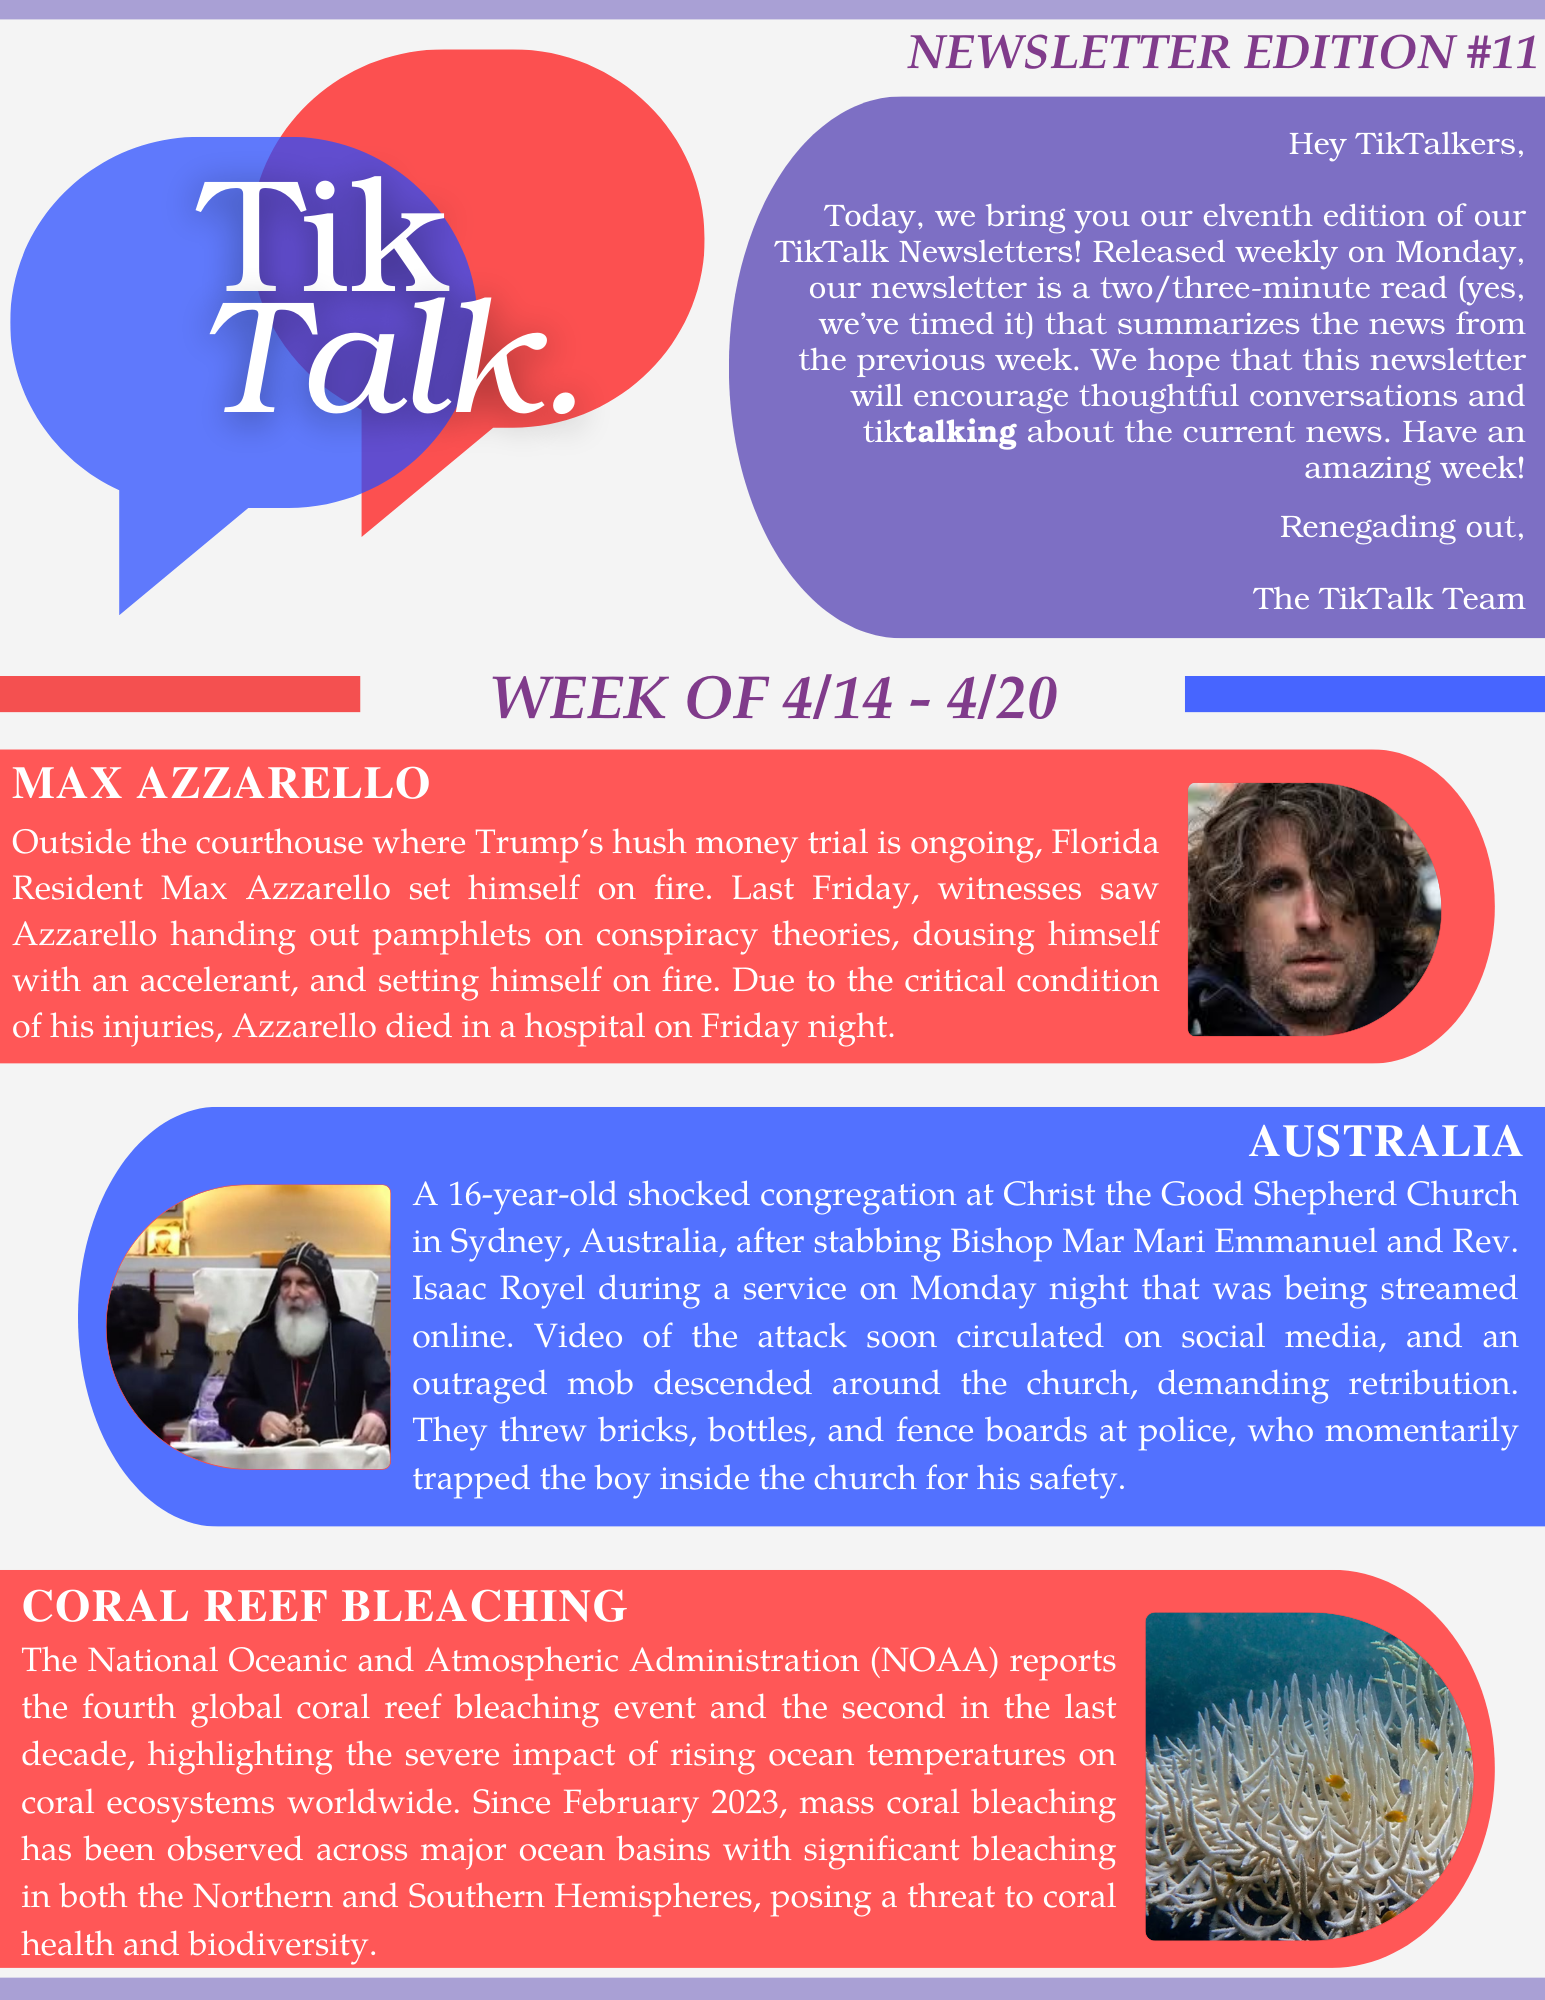 NEWSLETTER EDITION #11
Tik
Talk.
Hey TikTalkers,
Today, we bring you our elventh edition of our
TikTalk Newsletters! Released weekly on Monday,
our newsletter is a two/three-minute read (yes,
we’ve timed it) that summarizes the news from
the previous week. We hope that this newsletter
will encourage thoughtful conversations and
tiktalking about the current news. Have an
amazing week!
Renegading out,
The TikTalk Team
WEEK OF 4/14 - 4/20
MAX AZZARELLO
Outside the courthouse where Trump’s hush money trial is ongoing, Florida
Resident Max Azzarello set himself on fire. Last Friday, witnesses saw
Azzarello handing out pamphlets on conspiracy theories, dousing himself
with an accelerant, and setting himself on fire. Due to the critical condition
of his injuries, Azzarello died in a hospital on Friday night.
AUSTRALIA
A 16-year-old shocked congregation at Christ the Good Shepherd Church
in Sydney, Australia, after stabbing Bishop Mar Mari Emmanuel and Rev.
Isaac Royel during a service on Monday night that was being streamed
online. Video of the attack soon circulated on social media, and an
outraged mob descended around the church, demanding retribution.
They threw bricks, bottles, and fence boards at police, who momentarily
trapped the boy inside the church for his safety.
CORAL REEF BLEACHING
The National Oceanic and Atmospheric Administration (NOAA) reports
the fourth global coral reef bleaching event and the second in the last
decade, highlighting the severe impact of rising ocean temperatures on
coral ecosystems worldwide. Since February 2023, mass coral bleaching
has been observed across major ocean basins with significant bleaching
in both the Northern and Southern Hemispheres, posing a threat to coral
health and biodiversity.